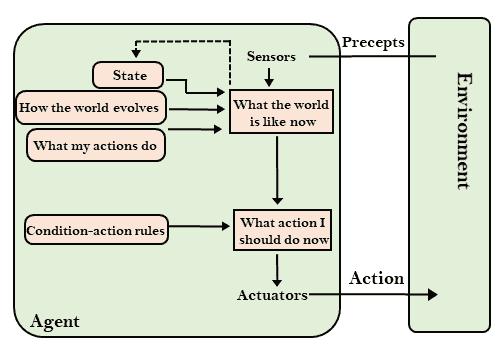 Sensors
Precepts
State
How the world evolves
What the world
is like now
What my actions do
Environment
What action I
should do now
Condition-action rules
Action
Actuators
Agent